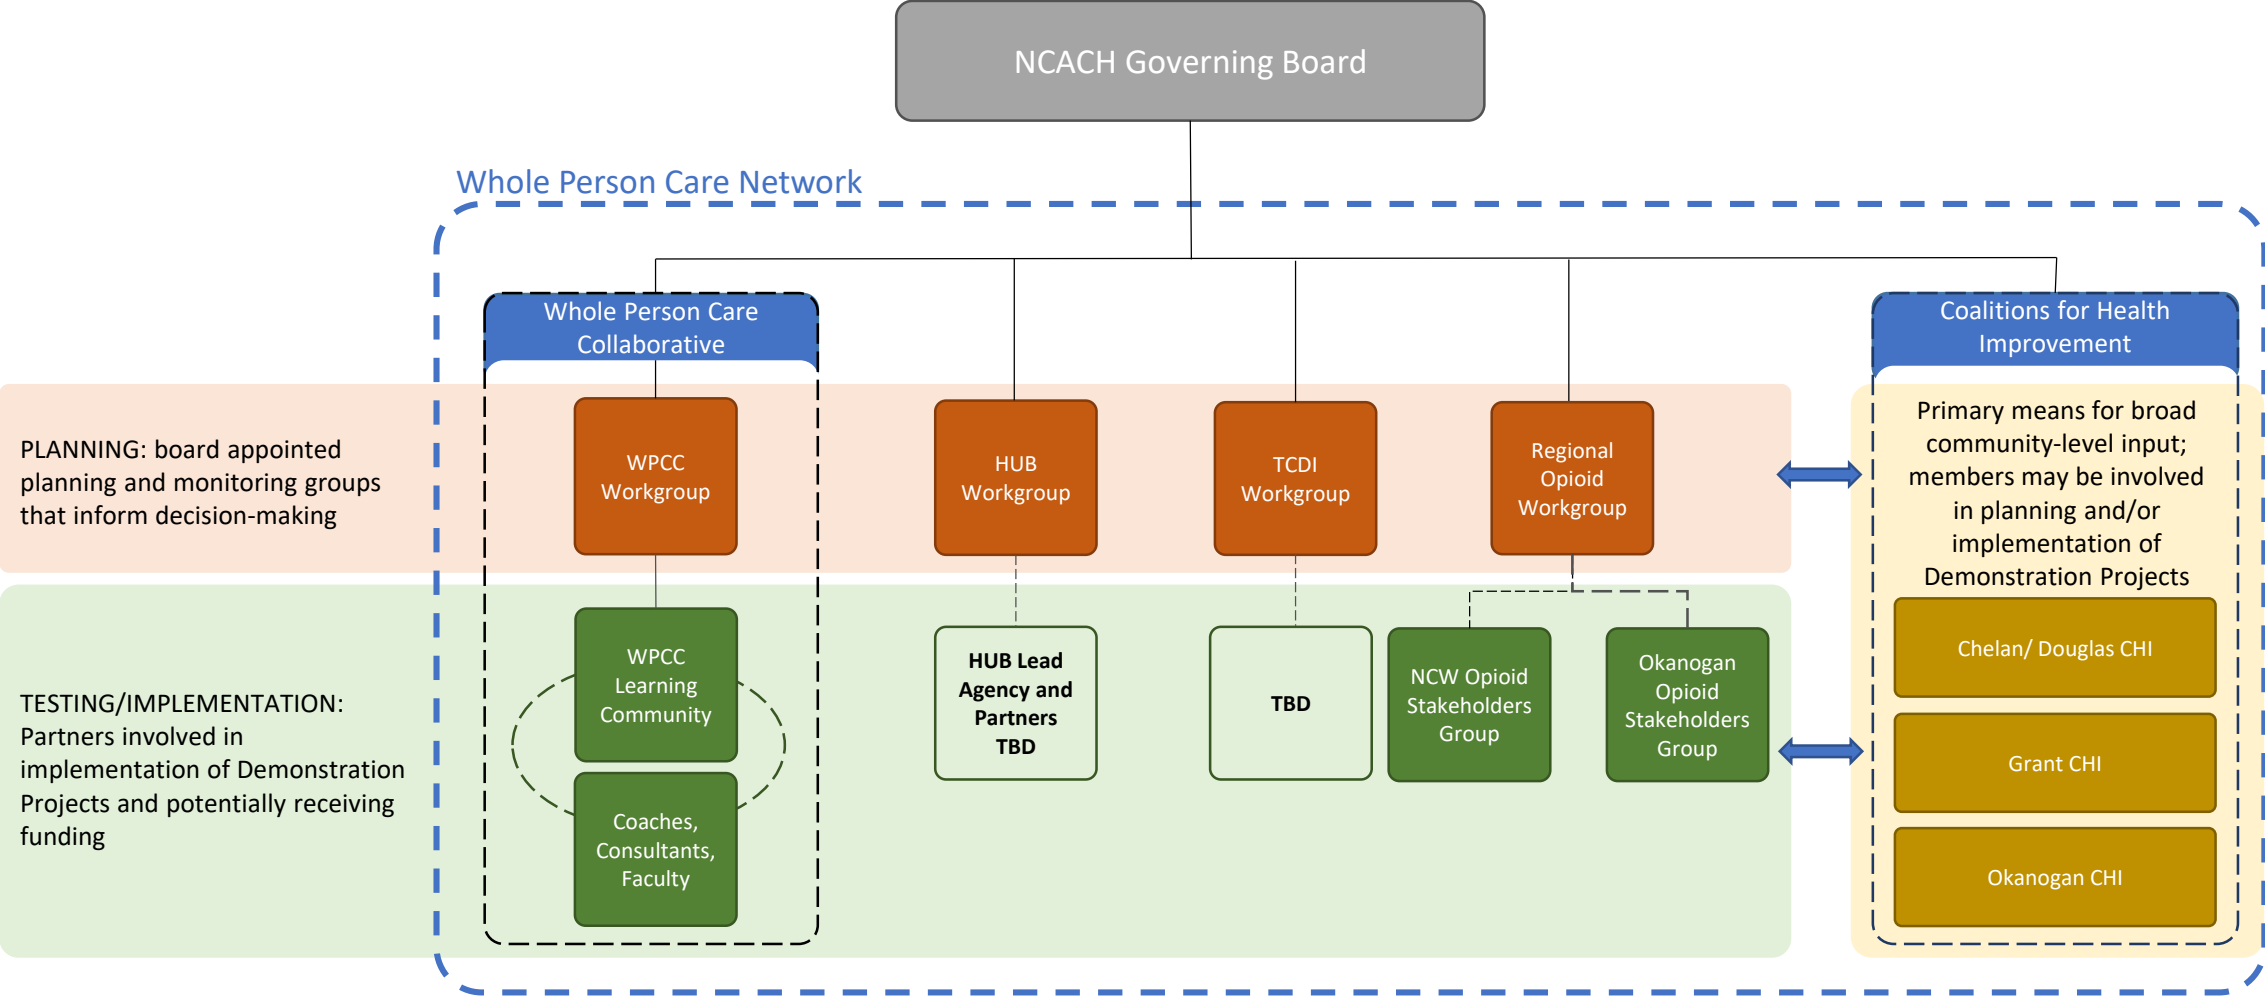 NCACH Governing Board
Whole Person Care Network
Whole Person Care
Collaborative
Coalitions for Health
Improvement
PLANNING: board appointed
planning and monitoring groups
that inform decision-making
WPCC
Workgroup
HUB
Workgroup
TCDI
Workgroup
Regional
Opioid
Workgroup
Primary means for broad
community-level input;
members may be involved
in planning and/or
implementation of
Demonstration Projects
TESTING/IMPLEMENTATION:
Partners involved in
implementation of Demonstration
Projects and potentially receiving
funding
WPCC
Learning
Community
Coaches,
Consultants,
Faculty
HUB Lead
Agency and
Partners
TBD
TBD
NCW Opioid
Stakeholders
Group
Okanogan
Opioid
Stakeholders
Group
Chelan/ Douglas CHI
Grant CHI
Okanogan CHI